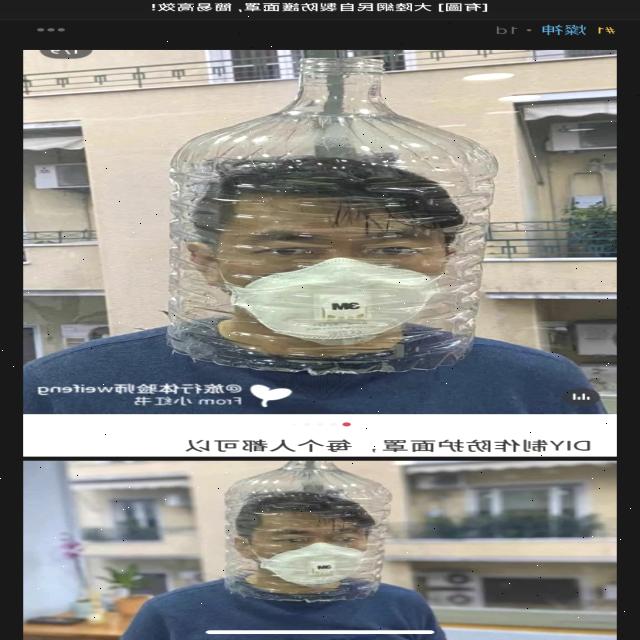 [有圖] 大陸網民自製防護面罩, 簡易高效!
#1 燦神 · 1d
3M
@旅行体验师weifeng
From 小红书
DIY制作防护面罩，每个人都可以
3M